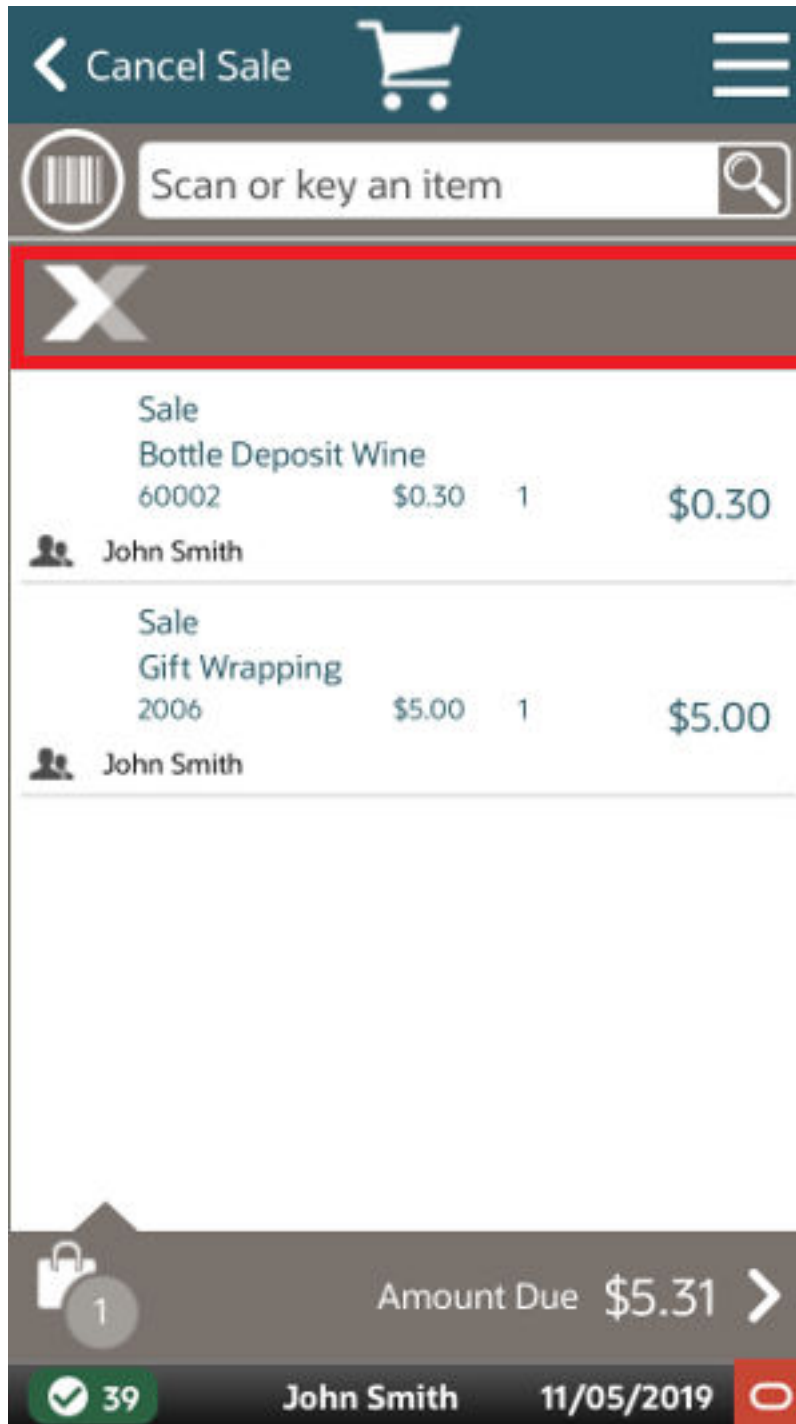 Cancel Sale
Scan or key an item
Sale
Bottle Deposit Wine
60002 $0.30 1 $0.30
John Smith
Sale
Gift Wrapping
2006 $5.00 1 $5.00
John Smith
1 Amount Due $5.31
39 John Smith 11/05/2019